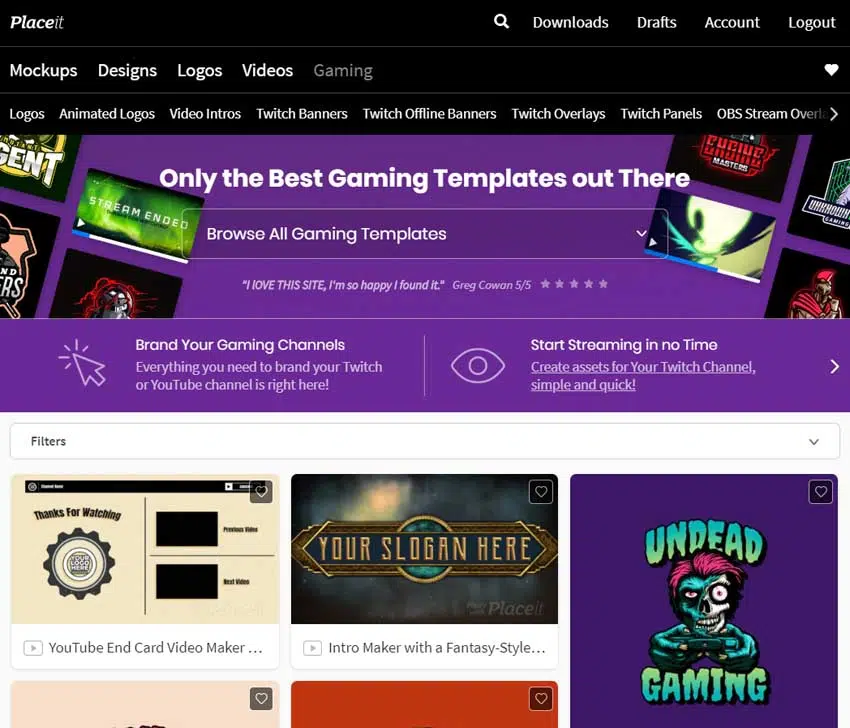 Placeit
Downloads
Drafts
Account
Logout
Mockups
Designs
Logos
Videos
Gaming
Logos
Animated Logos
Video Intros
Twitch Banners
Twitch Offline Banners
Twitch Overlays
Twitch Panels
OBS Stream Overla
GENT
STREAM ENDED
Only the Best Gaming Templates out There
ENGINE
MASTERS
UNKNOWN
GAMING
Browse All Gaming Templates
"I LOVE THIS SITE, I'm so happy I found it." Greg Cowan 5/5
Brand Your Gaming Channels
Everything you need to brand your Twitch
or YouTube channel is right here!
Start Streaming in no Time
Create assets for Your Twitch Channel,
simple and quick!
Filters
Channel Name
Thanks For Watching
YOUR
LOGO
HERE
Previous Video
Next Video
YOUR SLOGAN HERE
Placeit
UNDEAD
GAMING
YouTube End Card Video Maker ...
Intro Maker with a Fantasy-Style...